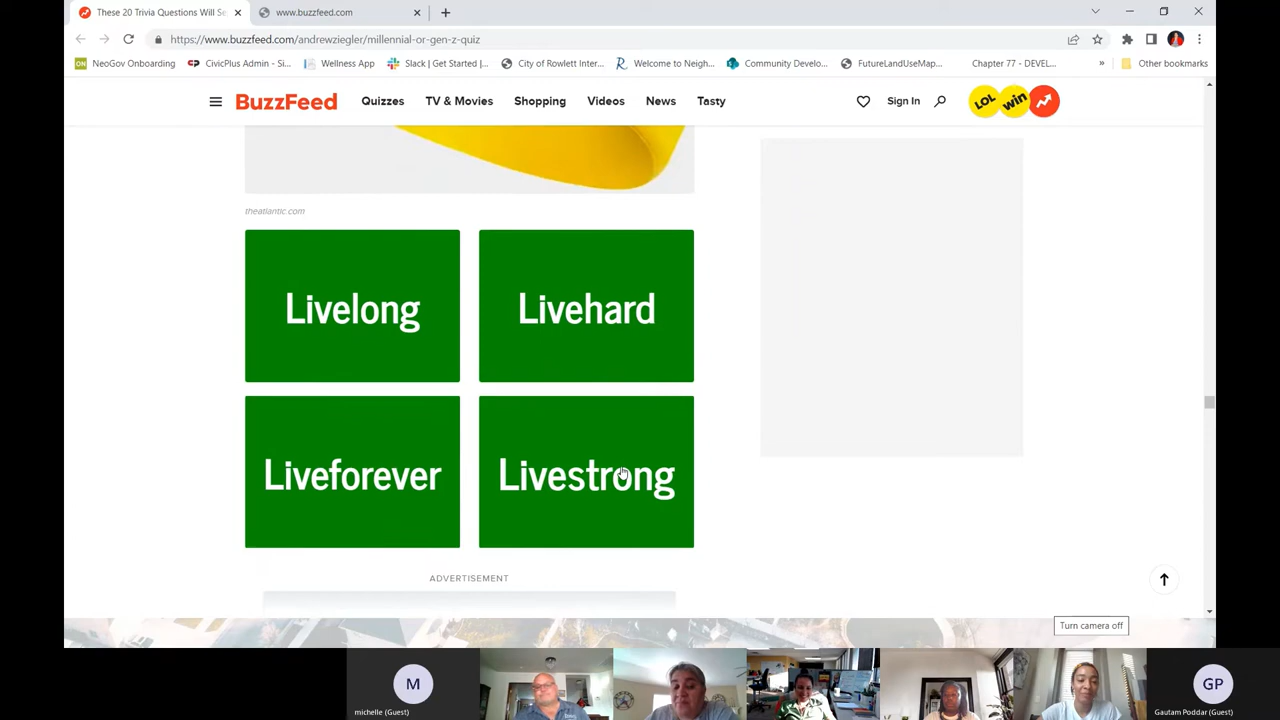 These 20 Trivia Questions Will Se
www.buzzfeed.com
https://www.buzzfeed.com/andrewziegler/millennial-or-gen-z-quiz
ON NeoGov Onboarding CP CivicPlus Admin - Si... Wellness App Slack | Get Started |... City of Rowlett Inter... R Welcome to Neigh... Community Develo... FutureLandUseMap... Chapter 77 - DEVEL... » Other bookmarks
BuzzFeed Quizzes TV & Movies Shopping Videos News Tasty Sign In LOL win
theatlantic.com
Livelong Livehard
Liveforever Livestrong
ADVERTISEMENT
Turn camera off
M GP
michelle (Guest) Gautam Poddar (Guest)